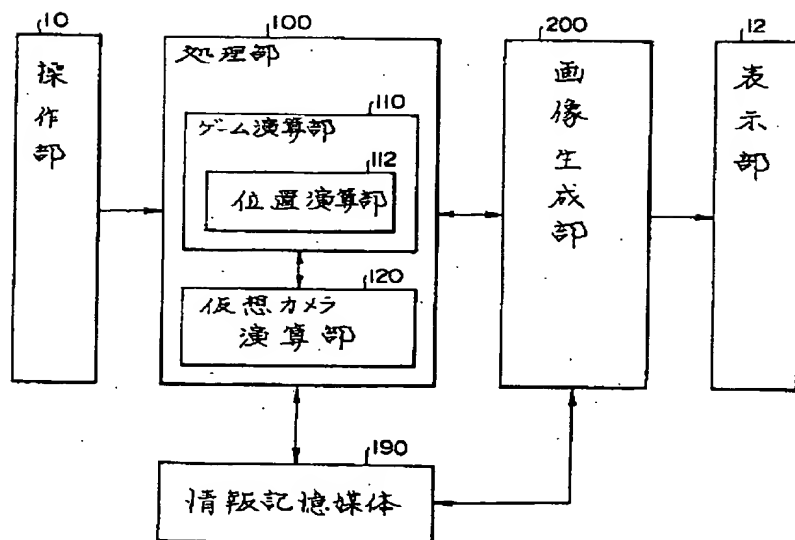 10
操作部
100
処理部
110
ゲーム演算部
112
位置演算部
120
仮想カメラ
演算部
200
画像生成部
12
表示部
190
情報記憶媒体